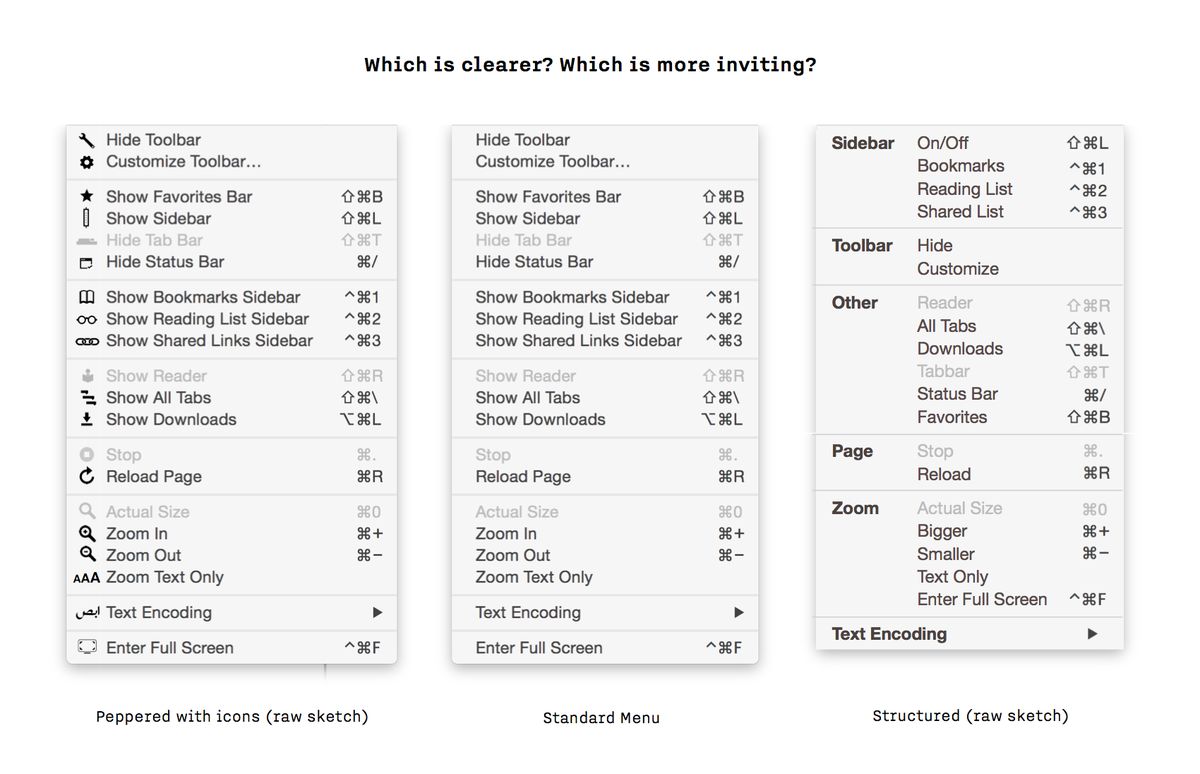 Which is clearer? Which is more inviting?
Hide Toolbar
Customize Toolbar...
Show Favorites Bar ⇧⌘B
Show Sidebar ⇧⌘L
Hide Tab Bar ⇧⌘T
Hide Status Bar ⌘/
Show Bookmarks Sidebar ^⌘1
Show Reading List Sidebar ^⌘2
Show Shared Links Sidebar ^⌘3
Show Reader ⇧⌘R
Show All Tabs ⇧⌘\
Show Downloads ⌥⌘L
Stop ⌘.
Reload Page ⌘R
Actual Size ⌘0
Zoom In ⌘+
Zoom Out ⌘−
AAA Zoom Text Only
Text Encoding ▶
Enter Full Screen ^⌘F
Peppered with icons (raw sketch)
Hide Toolbar
Customize Toolbar...
Show Favorites Bar ⇧⌘B
Show Sidebar ⇧⌘L
Hide Tab Bar ⇧⌘T
Hide Status Bar ⌘/
Show Bookmarks Sidebar ^⌘1
Show Reading List Sidebar ^⌘2
Show Shared Links Sidebar ^⌘3
Show Reader ⇧⌘R
Show All Tabs ⇧⌘\
Show Downloads ⌥⌘L
Stop ⌘.
Reload Page ⌘R
Actual Size ⌘0
Zoom In ⌘+
Zoom Out ⌘−
Zoom Text Only
Text Encoding ▶
Enter Full Screen ^⌘F
Standard Menu
Sidebar On/Off ⇧⌘L
Bookmarks ^⌘1
Reading List ^⌘2
Shared List ^⌘3
Toolbar Hide
Customize
Other Reader ⇧⌘R
All Tabs ⇧⌘\
Downloads ⌥⌘L
Tabbar ⇧⌘T
Status Bar ⌘/
Favorites ⇧⌘B
Page Stop ⌘.
Reload ⌘R
Zoom Actual Size ⌘0
Bigger ⌘+
Smaller ⌘−
Text Only
Enter Full Screen ^⌘F
Text Encoding ▶
Structured (raw sketch)